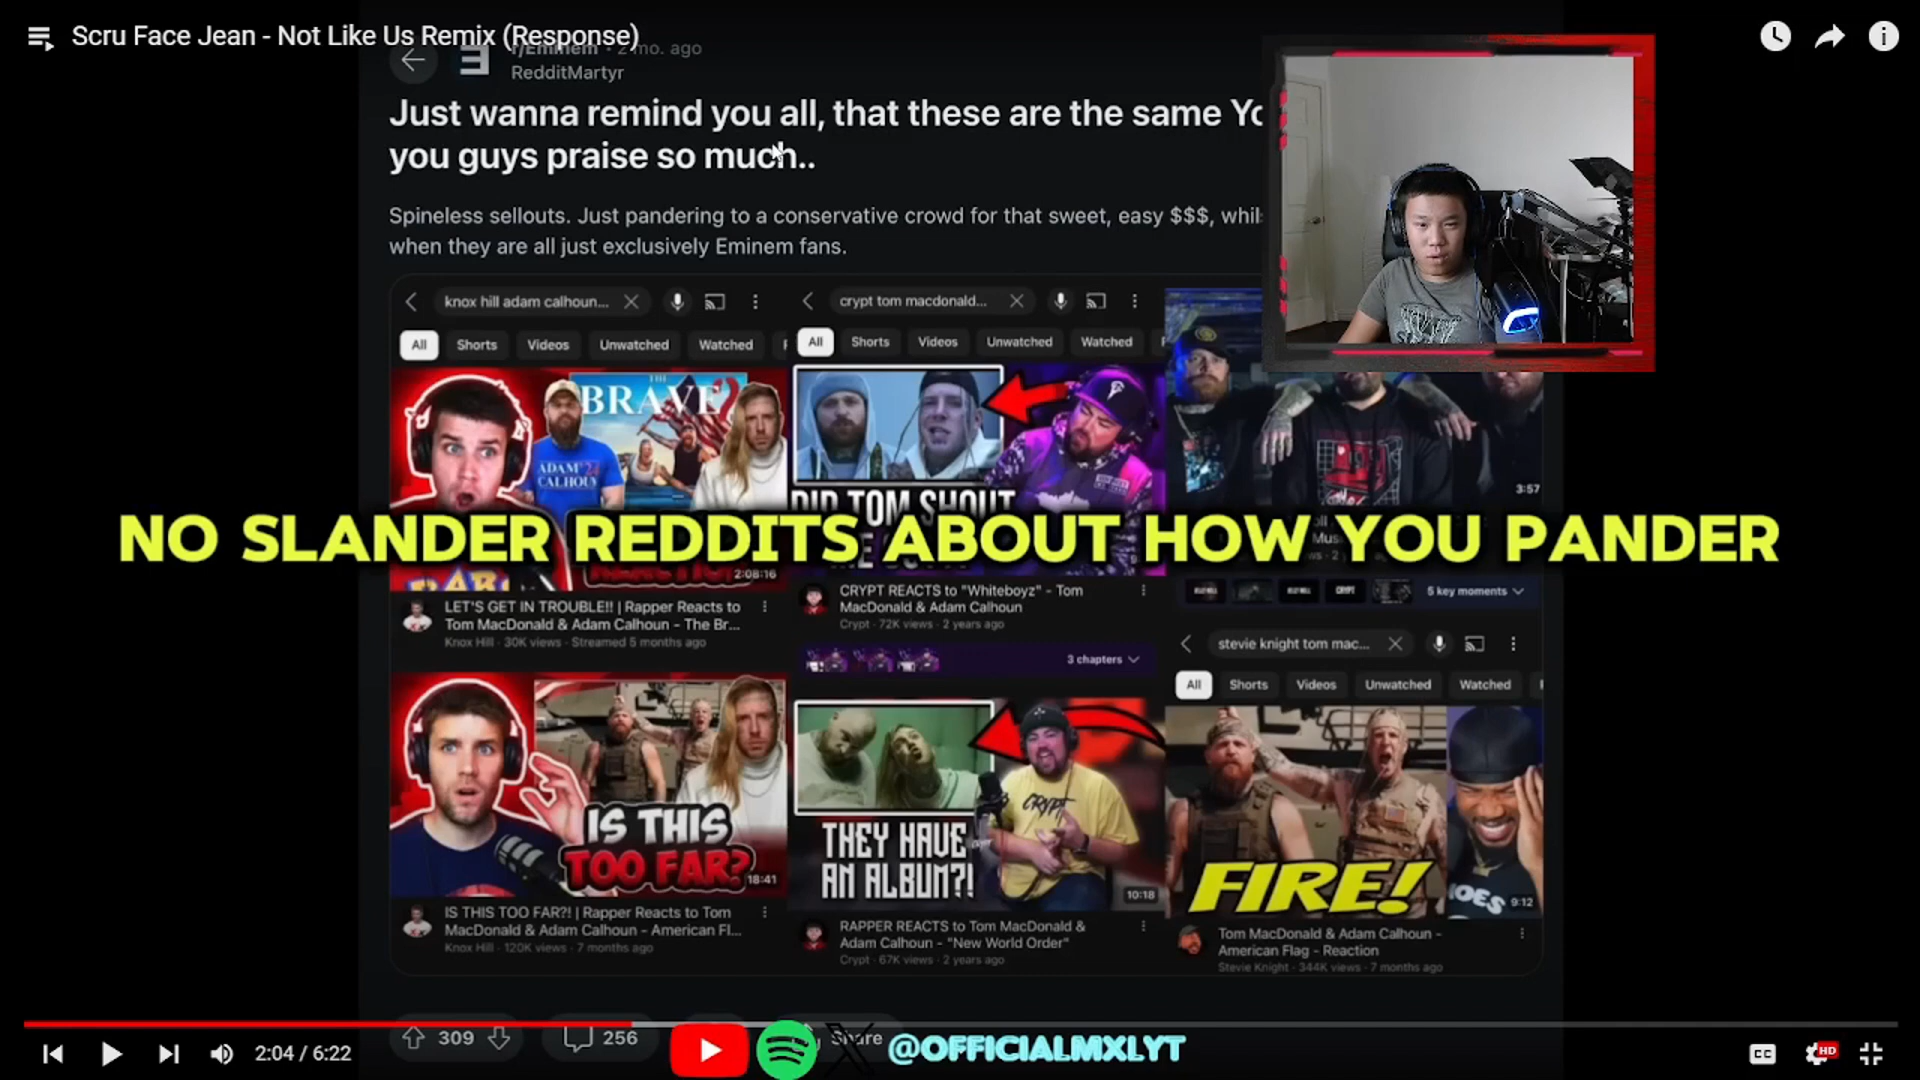 Scru Face Jean - Not Like Us Remix (Response)
r/Eminem • 2 mo. ago
RedditMartyr
Just wanna remind you all, that these are the same Yo
you guys praise so much..
Spineless sellouts. Just pandering to a conservative crowd for that sweet, easy $$$, whil
when they are all just exclusively Eminem fans.
knox hill adam calhoun...
All Shorts Videos Unwatched Watched
THE BRAVE
ADAM'24 CALHOUN
2:08:16
LET'S GET IN TROUBLE!! | Rapper Reacts to
Tom MacDonald & Adam Calhoun - The Br...
Knox Hill · 30K views · Streamed 5 months ago
IS THIS
TOO FAR?
18:41
IS THIS TOO FAR?! | Rapper Reacts to Tom
MacDonald & Adam Calhoun - American Fl...
Knox Hill · 120K views · 7 months ago
crypt tom macdonald...
All Shorts Videos Unwatched Watched
DID TOM SHOUT
CRYPT REACTS to "Whiteboyz" - Tom
MacDonald & Adam Calhoun
Crypt · 72K views · 2 years ago
3 chapters
CRYPT
THEY HAVE
AN ALBUM?!
10:18
RAPPER REACTS to Tom MacDonald &
Adam Calhoun - "New World Order"
Crypt · 67K views · 2 years ago
3:57
5 key moments
stevie knight tom mac...
All Shorts Videos Unwatched Watched
FIRE!
9:12
Tom MacDonald & Adam Calhoun -
American Flag - Reaction
Stevie Knight · 344K views · 7 months ago
NO SLANDER REDDITS ABOUT HOW YOU PANDER
309 256 Share
@OFFICIALMXLYT
2:04 / 6:22
CC
HD